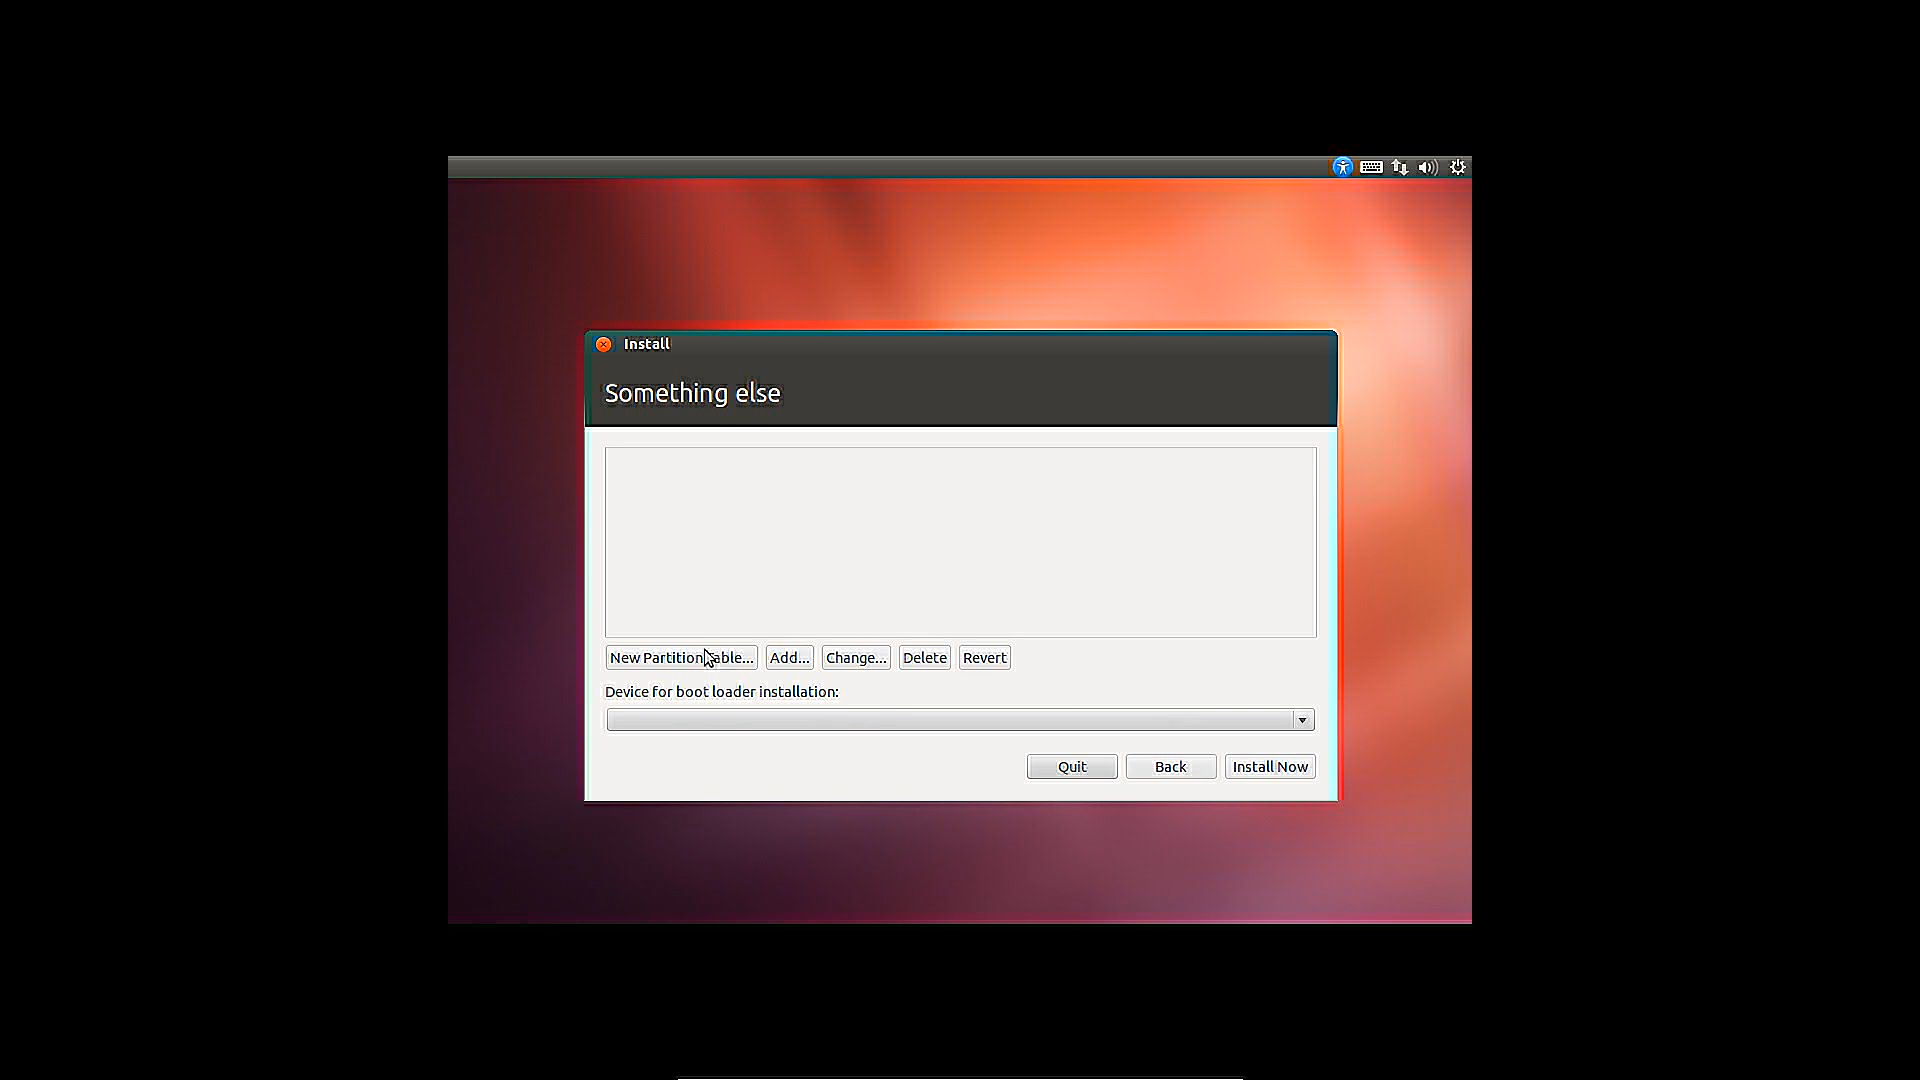 Install
Something else
New Partition Table... Add... Change... Delete Revert
Device for boot loader installation:
Quit Back Install Now